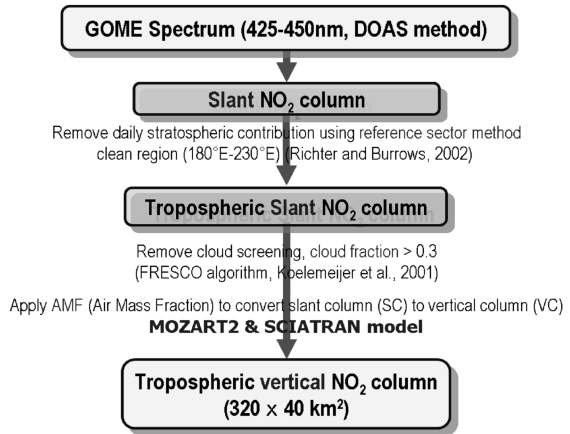 GOME Spectrum (425-450nm, DOAS method)
Slant NO₂ column
Remove daily stratospheric contribution using reference sector method
clean region (180°E-230°E) (Richter and Burrows, 2002)
Tropospheric Slant NO₂ column
Remove cloud screening, cloud fraction > 0.3
(FRESCO algorithm, Koelemeijer et al., 2001)
Apply AMF (Air Mass Fraction) to convert slant column (SC) to vertical column (VC)
MOZART2 & SCIATRAN model
Tropospheric vertical NO₂ column
(320 x 40 km²)